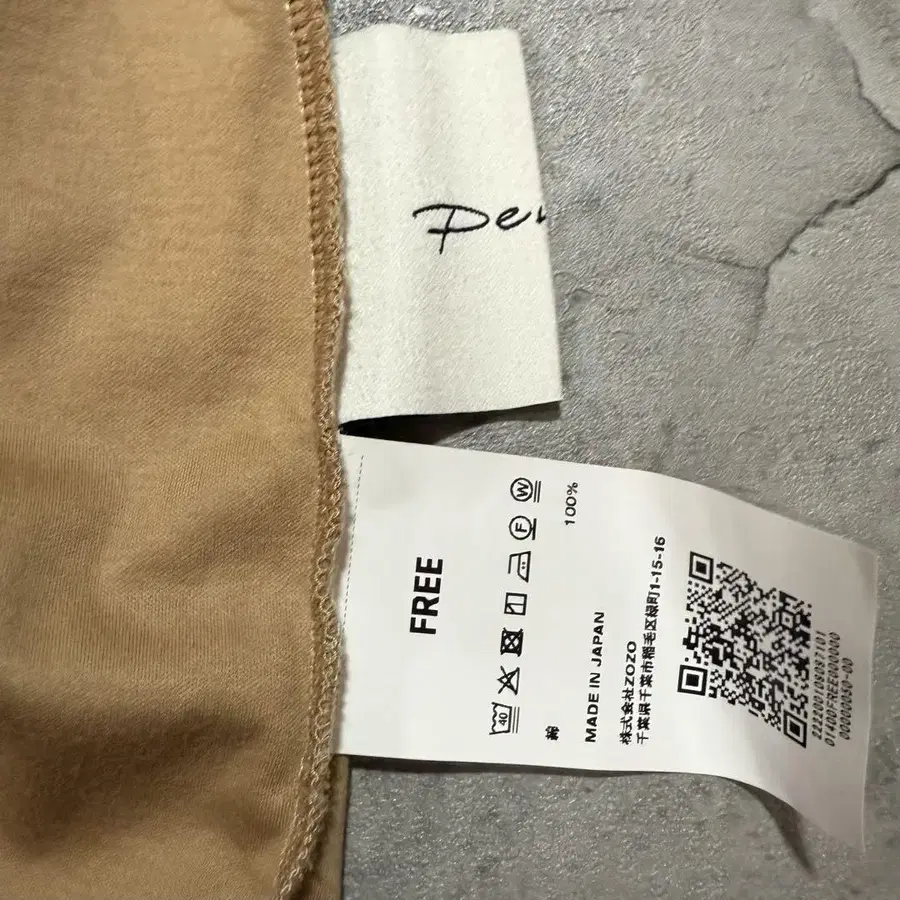 FREE
40
F
W
綿 100%
MADE IN JAPAN
株式会社ZOZO
千葉県千葉市稲毛区緑町1-15-16